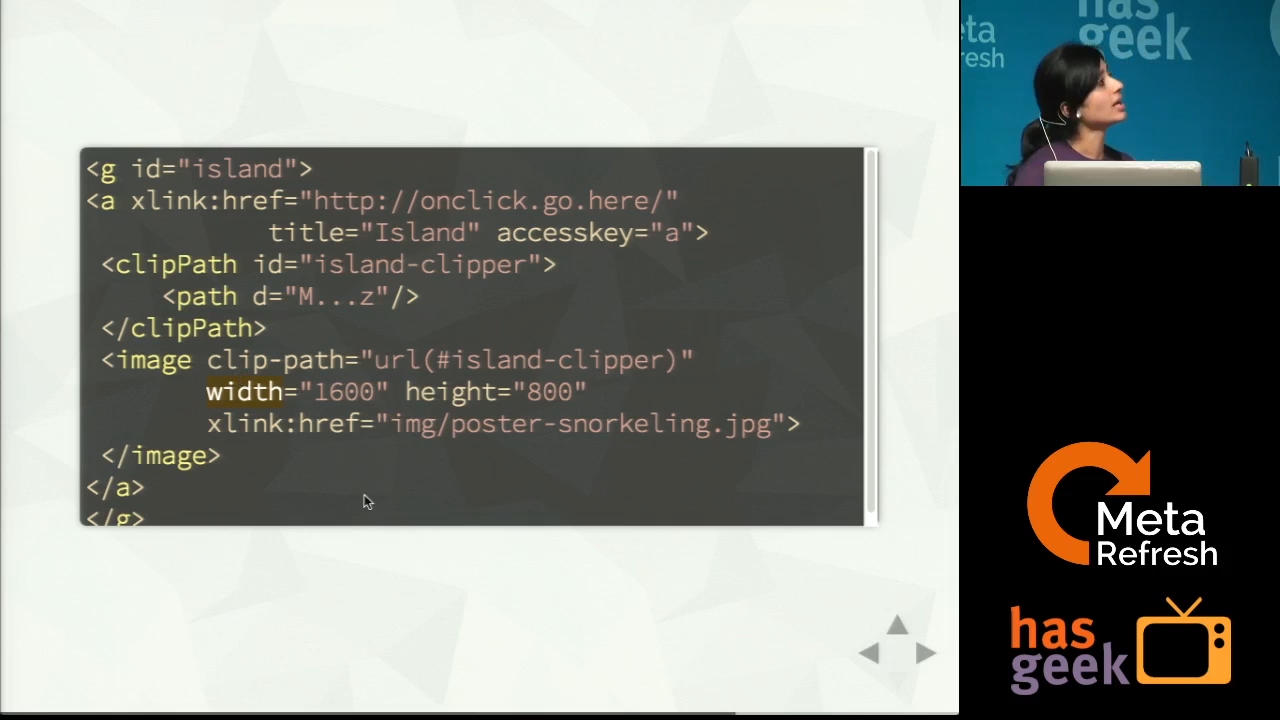 <g id="island">
<a xlink:href="http://onclick.go.here/"
title="Island" accesskey="a">
<clipPath id="island-clipper">
<path d="M...z"/>
</clipPath>
<image clip-path="url(#island-clipper)"
width="1600" height="800"
xlink:href="img/poster-snorkeling.jpg">
</image>
</a>
</g>
eta
resh
has
geek
Meta
Refresh
has
geek